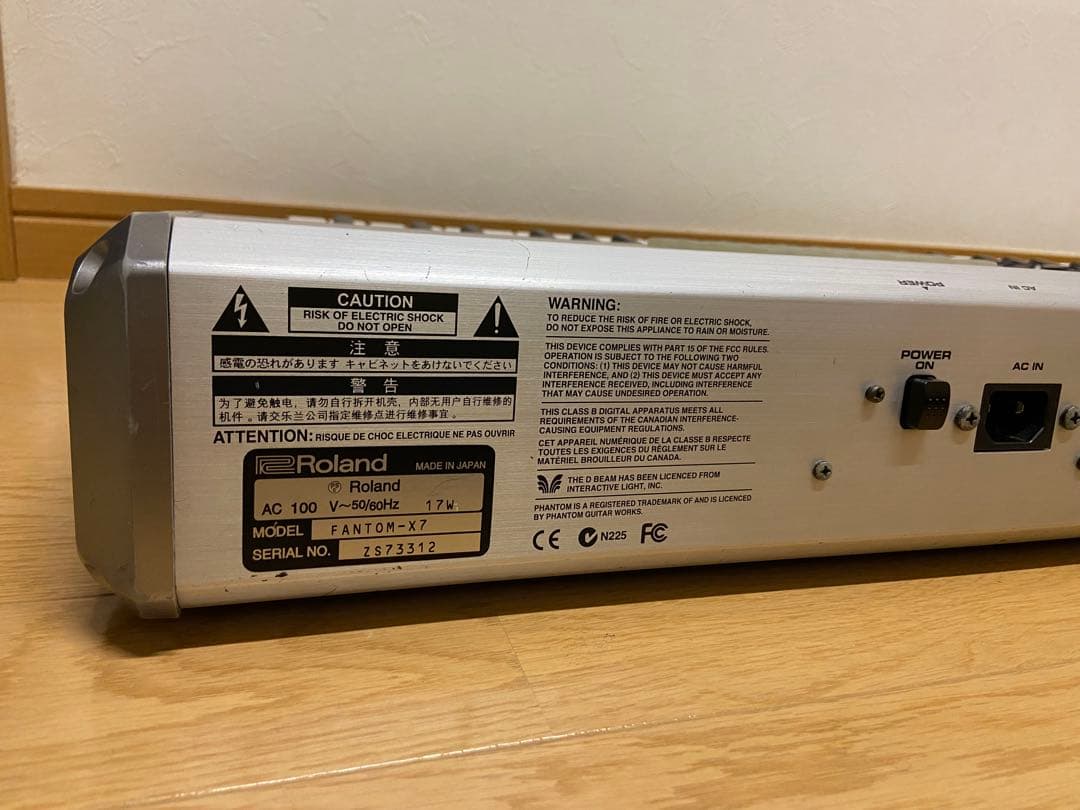 CAUTION
RISK OF ELECTRIC SHOCK
DO NOT OPEN
注 意
感電の恐れがあります キャビネットをあけないでください
警 告
为了避免触电，请勿自行拆开机壳，内部无用户自行维修的
机件。请交乐兰公司指定维修点进行维修事宜。
ATTENTION: RISQUE DE CHOC ELECTRIQUE NE PAS OUVRIR
Roland MADE IN JAPAN
Roland
AC 100 V～50/60Hz 17W
MODEL FANTOM-X7
SERIAL NO. ZS73312
WARNING:
TO REDUCE THE RISK OF FIRE OR ELECTRIC SHOCK,
DO NOT EXPOSE THIS APPLIANCE TO RAIN OR MOISTURE.
THIS DEVICE COMPLIES WITH PART 15 OF THE FCC RULES.
OPERATION IS SUBJECT TO THE FOLLOWING TWO
CONDITIONS: (1) THIS DEVICE MAY NOT CAUSE HARMFUL
INTERFERENCE, AND (2) THIS DEVICE MUST ACCEPT ANY
INTERFERENCE RECEIVED, INCLUDING INTERFERENCE
THAT MAY CAUSE UNDESIRED OPERATION.
THIS CLASS B DIGITAL APPARATUS MEETS ALL
REQUIREMENTS OF THE CANADIAN INTERFERENCE-
CAUSING EQUIPMENT REGULATIONS.
CET APPAREIL NUMÉRIQUE DE LA CLASSE B RESPECTE
TOUTES LES EXIGENCES DU RÈGLEMENT SUR LE
MATÉRIEL BROUILLEUR DU CANADA.
THE D BEAM HAS BEEN LICENCED FROM
INTERACTIVE LIGHT, INC.
PHANTOM IS A REGISTERED TRADEMARK OF AND IS LICENCED
BY PHANTOM GUITAR WORKS.
CE N225 FC
POWER
AC IN
POWER
ON
AC IN